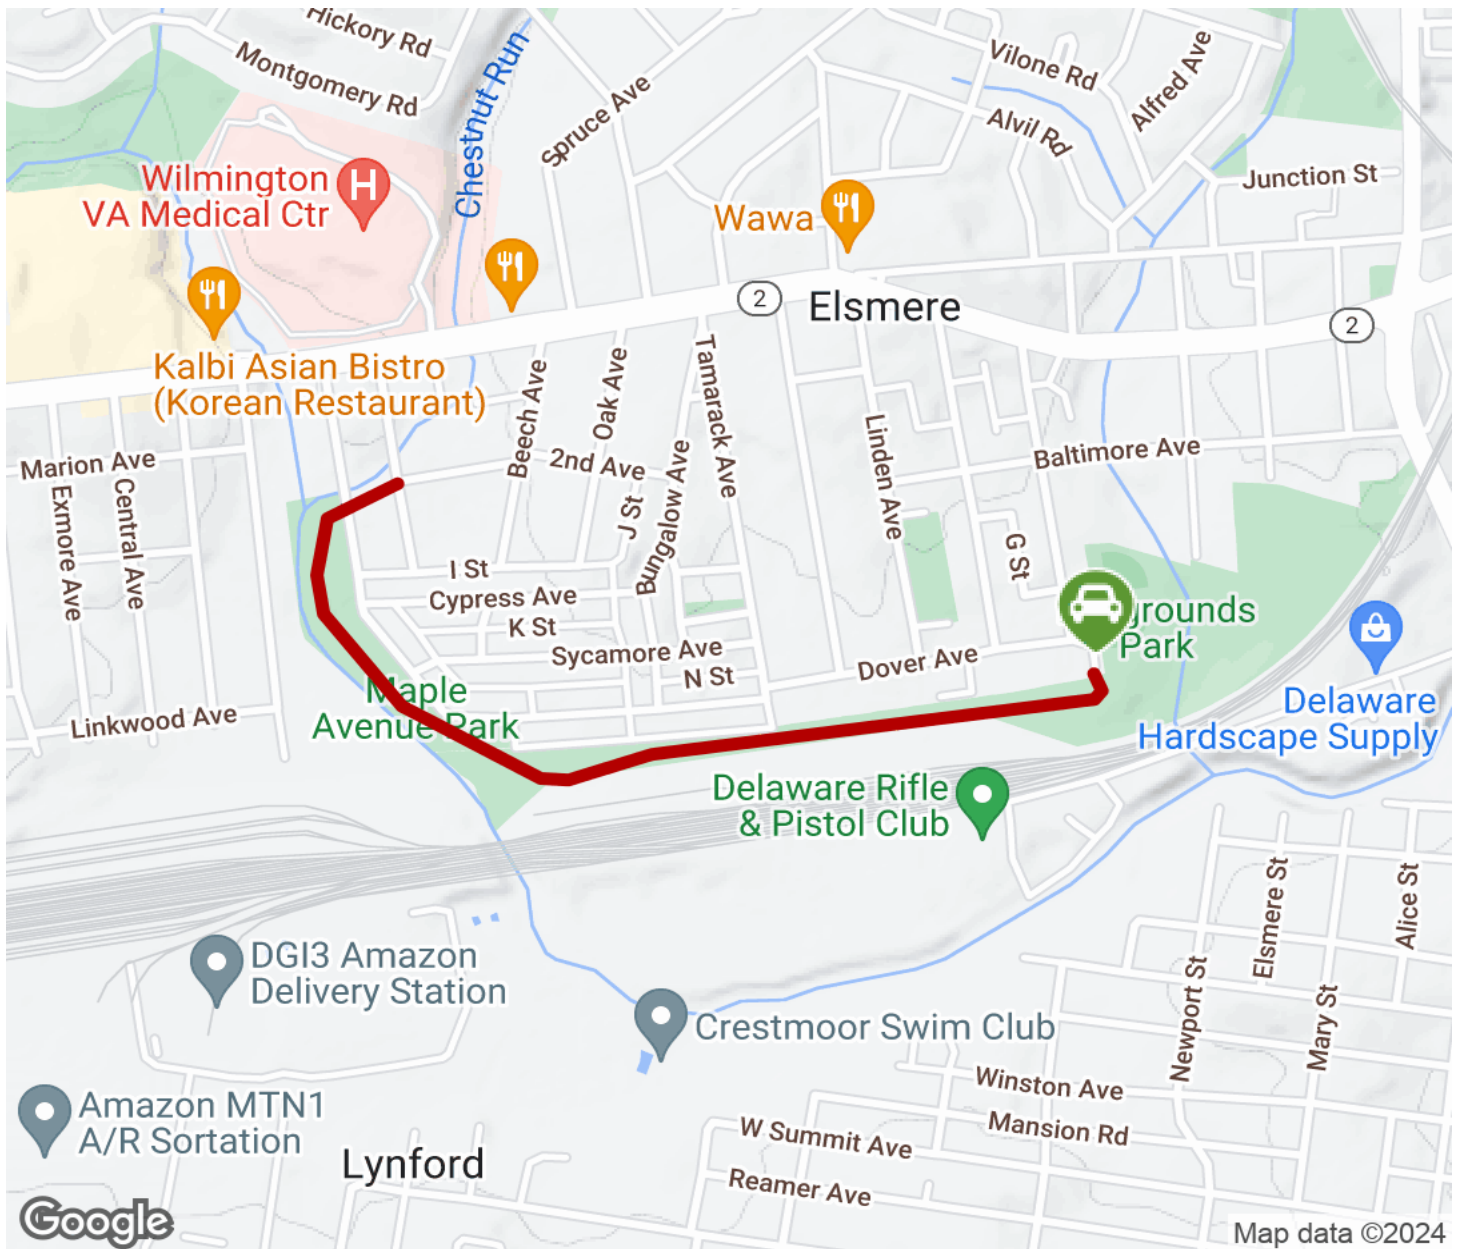 Hickory Rd
Montgomery Rd
Chestnut Run
Spruce Ave
Vilone Rd
Alfred Ave
Alvil Rd
Junction St
Wilmington
VA Medical Ctr
H
Wawa
2
Elsmere
2
Kalbi Asian Bistro
(Korean Restaurant)
Beech Ave
Oak Ave
Tamarack Ave
Linden Ave
Marion Ave
Exmore Ave
Central Ave
2nd Ave
J St
Bungalow Ave
Baltimore Ave
G St
I St
Cypress Ave
K St
Sycamore Ave
N St
Dover Ave
grounds
Park
Maple
Avenue Park
Linkwood Ave
Delaware
Hardscape Supply
Delaware Rifle
& Pistol Club
DGI3 Amazon
Delivery Station
Crestmoor Swim Club
Newport St
Elsmere St
Mary St
Alice St
Amazon MTN1
A/R Sortation
Lynford
Winston Ave
Mansion Rd
W Summit Ave
Reamer Ave
Google
Map data ©2024